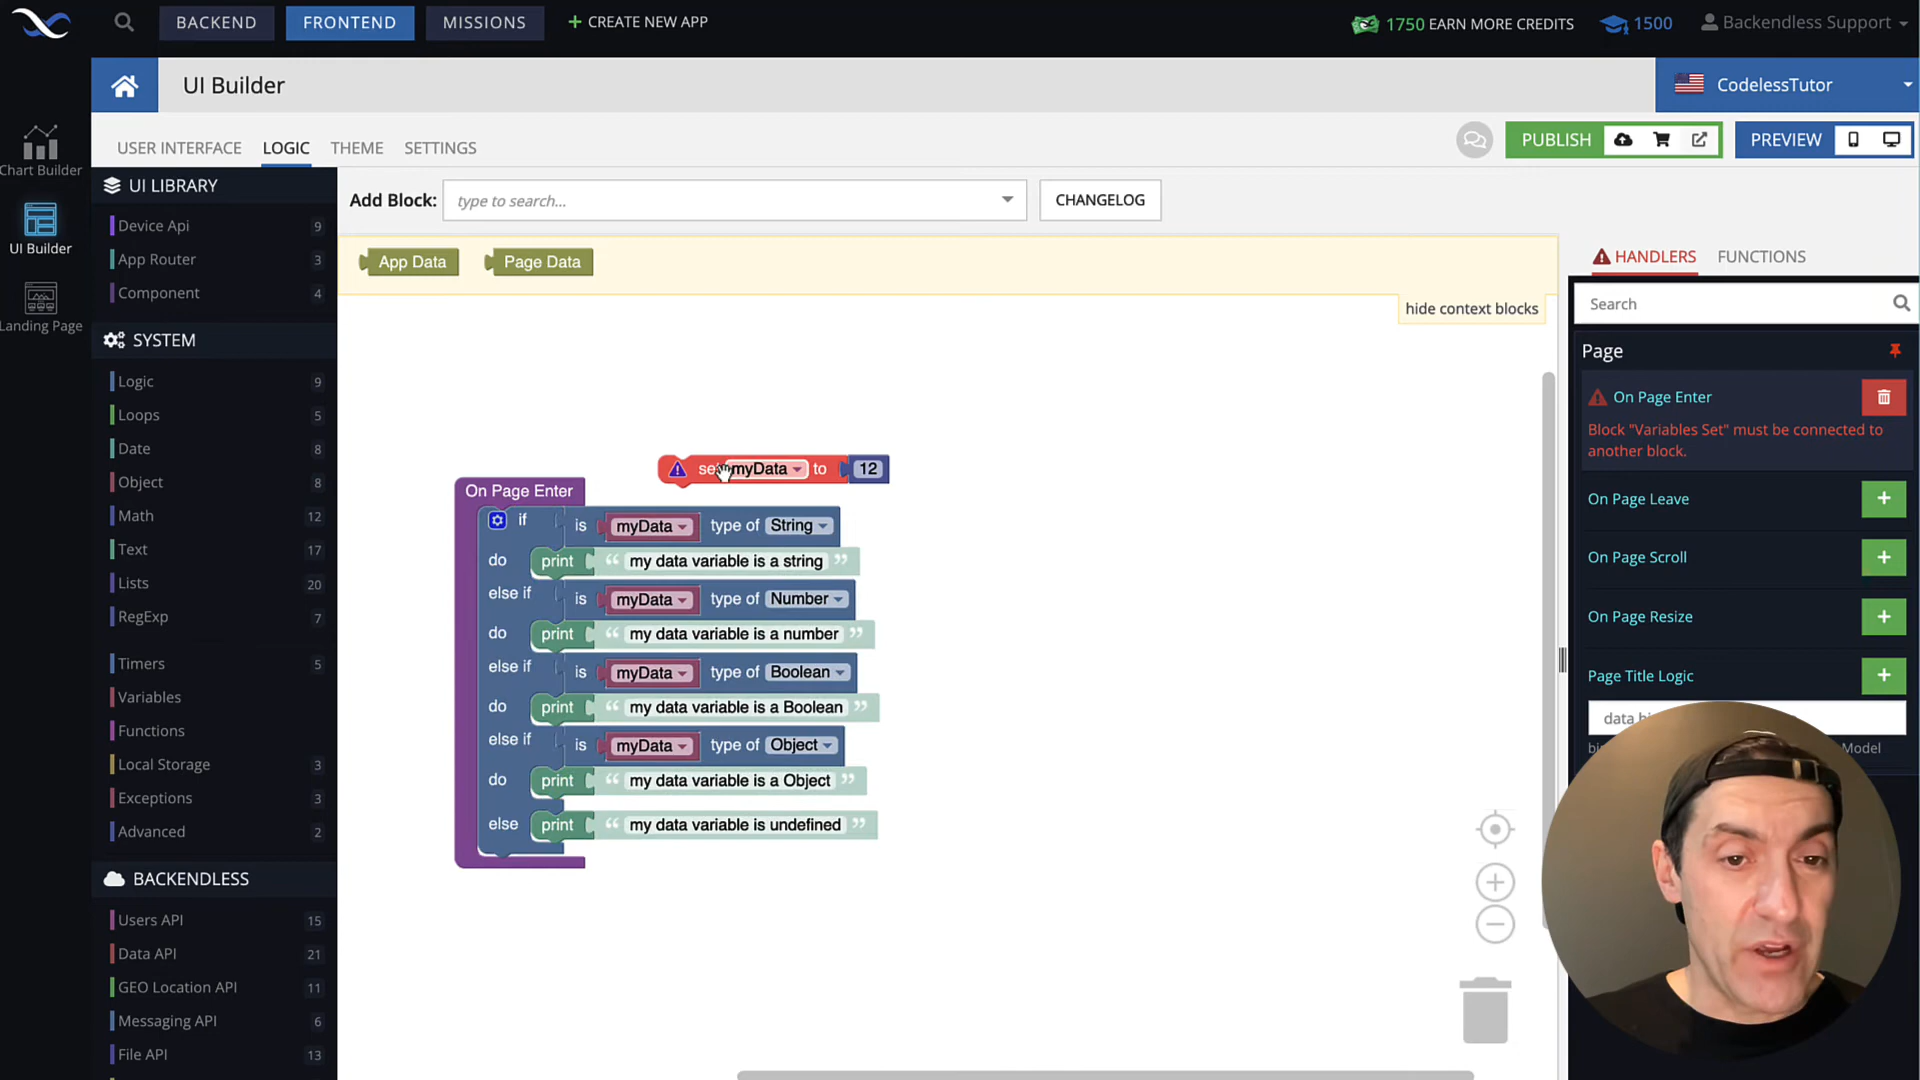 BACKEND
FRONTEND
MISSIONS
+ CREATE NEW APP
1750 EARN MORE CREDITS
1500
Backendless Support
UI Builder
CodelessTutor
USER INTERFACE
LOGIC
THEME
SETTINGS
PUBLISH
PREVIEW
Chart Builder
UI Builder
Landing Page
UI LIBRARY
Device Api 9
App Router 3
Component 4
SYSTEM
Logic 9
Loops 5
Date 8
Object 8
Math 12
Text 17
Lists 20
RegExp 7
Timers 5
Variables
Functions
Local Storage 3
Exceptions 3
Advanced 2
BACKENDLESS
Users API 15
Data API 21
GEO Location API 11
Messaging API 6
File API 13
Add Block:
type to search...
CHANGELOG
App Data
Page Data
hide context blocks
myData to 12
On Page Enter
if is myData type of String
do print “ my data variable is a string ”
else if is myData type of Number
do print “ my data variable is a number ”
else if is myData type of Boolean
do print “ my data variable is a Boolean ”
else if is myData type of Object
do print “ my data variable is a Object ”
else print “ my data variable is undefined ”
HANDLERS
FUNCTIONS
Search
Page
On Page Enter
Block "Variables Set" must be connected to
another block.
On Page Leave
On Page Scroll
On Page Resize
Page Title Logic
Model